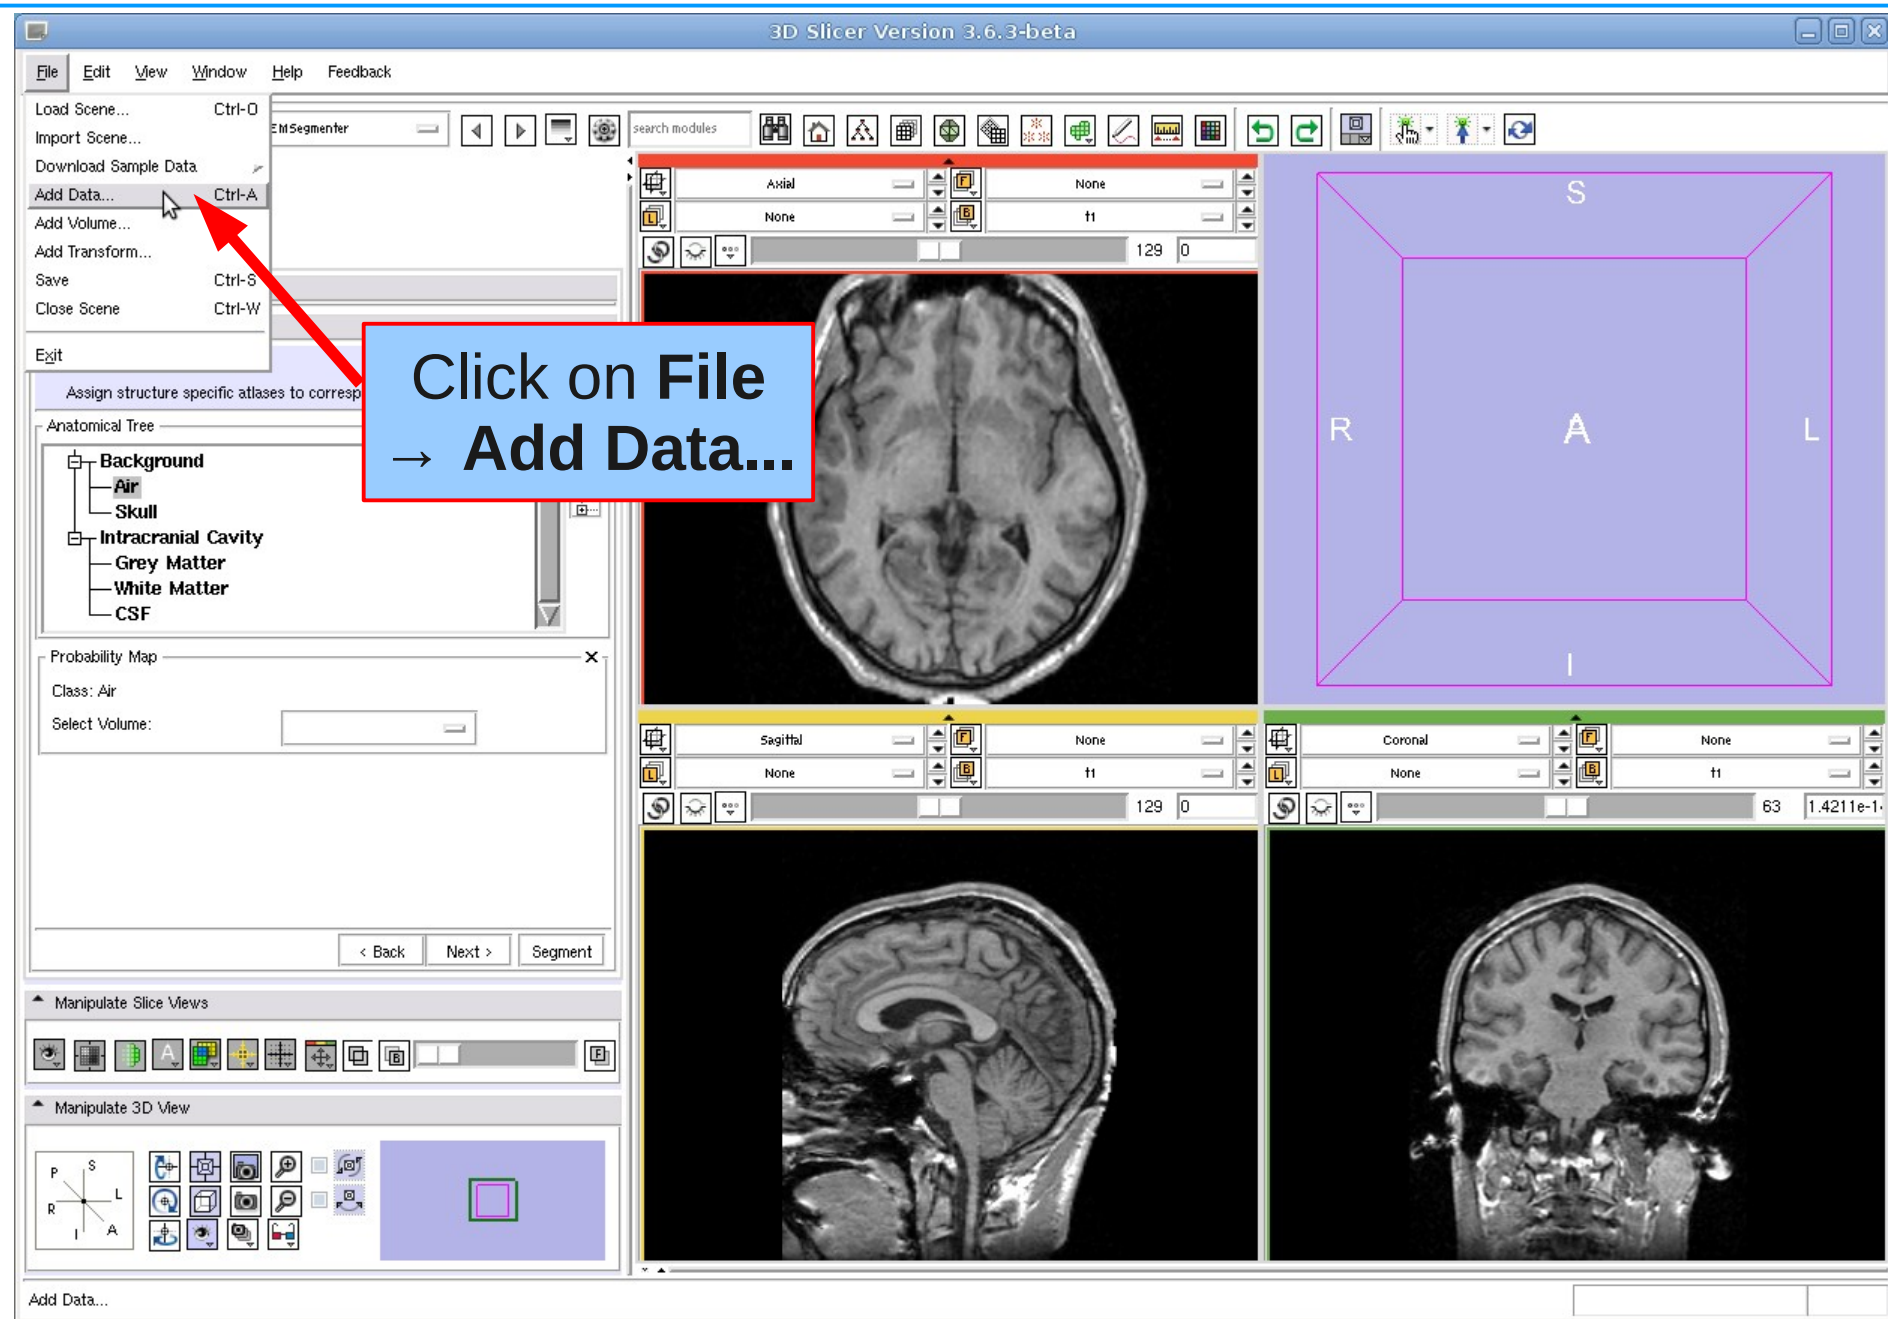 3D Slicer Version 3.6.3-beta
File Edit View Window Help Feedback
Load Scene... Ctrl-O
Import Scene...
Download Sample Data
Add Data... Ctrl-A
Add Volume...
Add Transform...
Save Ctrl-S
Close Scene Ctrl-W
Exit
EMSegmenter
search modules
Click on File
→ Add Data...
Assign structure specific atlases to corresp
Anatomical Tree
Background
Air
Skull
Intracranial Cavity
Grey Matter
White Matter
CSF
Probability Map
Class: Air
Select Volume:
< Back Next > Segment
Manipulate Slice Views
A B F
Manipulate 3D View
P S
R L
I A
Axial F None
L None B t1
129 0
S
R A L
I
Sagittal F None
L None B t1
129 0
Coronal F None
L None B t1
63 1.4211e-1
Add Data...